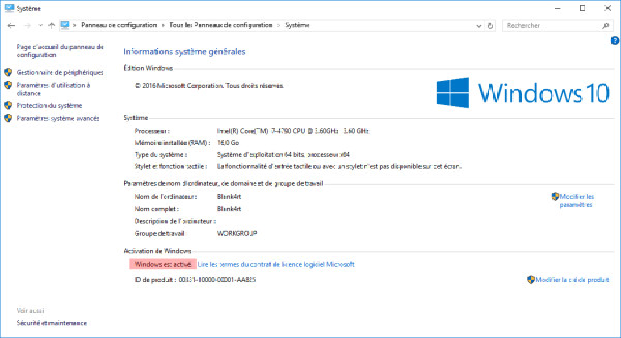 Système
Panneau de configuration > Tous les Panneaux de configuration > Système
Rechercher
Page d'accueil du panneau de configuration
Gestionnaire de périphériques
Paramètres d'utilisation à distance
Protection du système
Paramètres système avancés
Informations système générales
Édition Windows
© 2016 Microsoft Corporation. Tous droits réservés.
Windows 10
Système
Processeur : Intel(R) Core(TM) i7-4790 CPU @ 3.60GHz 3.60 GHz
Mémoire installée (RAM) : 16,0 Go
Type du système : Système d'exploitation 64 bits, processeur x64
Stylet et fonction tactile : La fonctionnalité d'entrée tactile ou avec un stylet n'est pas disponible sur cet écran.
Paramètres de nom d'ordinateur, de domaine et de groupe de travail
Nom de l'ordinateur : Blank4rt
Modifier les paramètres
Nom complet : Blank4rt
Description de l'ordinateur :
Groupe de travail : WORKGROUP
Activation de Windows
Windows est activé. Lire les termes du contrat de licence logiciel Microsoft
ID de produit : 00331-10000-00001-AA835
Modifier la clé de produit
Voir aussi
Sécurité et maintenance